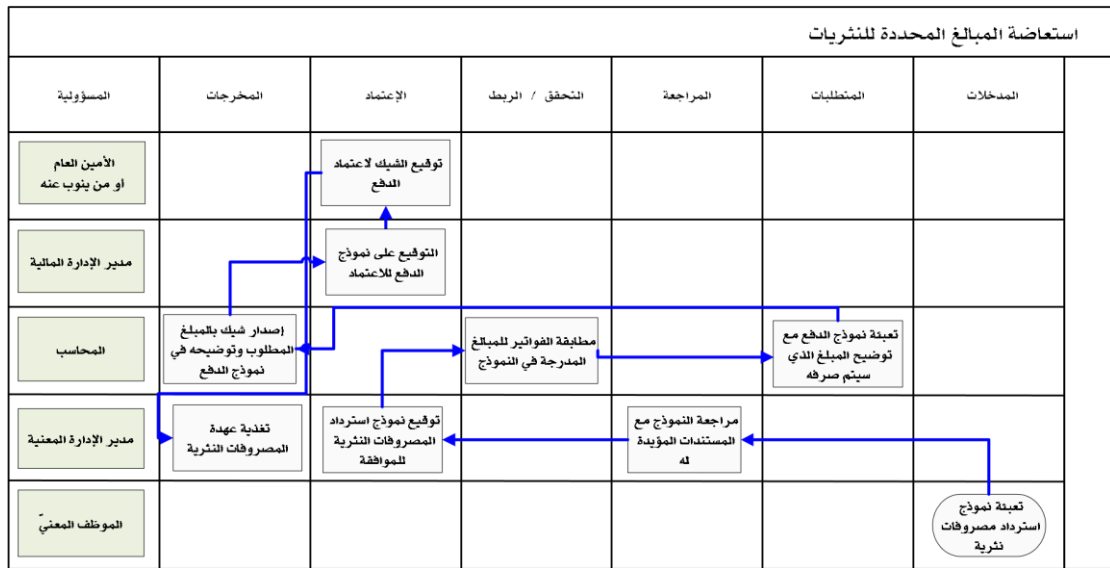 استعاضة المبالغ المحددة للنثريات
المدخلات
المتطلبات
المراجعة
التحقق / الربط
الإعتماد
المخرجات
المسؤولية
توقيع الشيك لاعتماد
الدفع
الأمين العام
أو من ينوب عنه
التوقيع على نموذج
الدفع للاعتماد
مدير الإدارة المالية
تعبئة نموذج الدفع مع
توضيح المبلغ الذي
سيتم صرفه
مطابقة الفواتير للمبالغ
المدرجة في النموذج
إصدار شيك بالمبلغ
المطلوب وتوضيحه في
نموذج الدفع
المحاسب
مراجعة النموذج مع
المستندات المؤيدة
له
توقيع نموذج استرداد
المصروفات النثرية
للموافقة
تغذية عهدة
المصروفات النثرية
مدير الإدارة المعنية
تعبئة نموذج
استرداد مصروفات
نثرية
الموظف المعنيّ